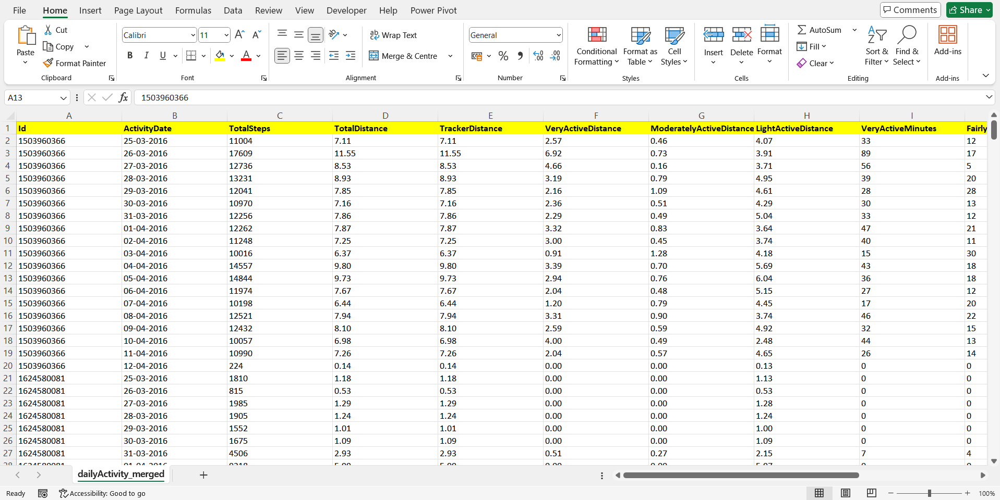 File Home Insert Page Layout Formulas Data Review View Developer Help Power Pivot Comments Share
Paste Cut Copy Format Painter Clipboard
Calibri 11 A A B I U A Font
ab c Wrap Text Merge & Centre Alignment
General % Number
Conditional Formatting Format as Table Cell Styles Styles
Insert Delete Format Cells
AutoSum Fill Clear Sort & Filter Find & Select Editing
Add-ins Add-ins
A13 fx 1503960366
A B C D E F G H I
1 Id ActivityDate TotalSteps TotalDistance TrackerDistance VeryActiveDistance ModeratelyActiveDistance LightActiveDistance VeryActiveMinutes Fairly
2 1503960366 25-03-2016 11004 7.11 7.11 2.57 0.46 4.07 33 12
3 1503960366 26-03-2016 17609 11.55 11.55 6.92 0.73 3.91 89 17
4 1503960366 27-03-2016 12736 8.53 8.53 4.66 0.16 3.71 56 5
5 1503960366 28-03-2016 13231 8.93 8.93 3.19 0.79 4.95 39 20
6 1503960366 29-03-2016 12041 7.85 7.85 2.16 1.09 4.61 28 28
7 1503960366 30-03-2016 10970 7.16 7.16 2.36 0.51 4.29 30 13
8 1503960366 31-03-2016 12256 7.86 7.86 2.29 0.49 5.04 33 12
9 1503960366 01-04-2016 12262 7.87 7.87 3.32 0.83 3.64 47 21
10 1503960366 02-04-2016 11248 7.25 7.25 3.00 0.45 3.74 40 11
11 1503960366 03-04-2016 10016 6.37 6.37 0.91 1.28 4.18 15 30
12 1503960366 04-04-2016 14557 9.80 9.80 3.39 0.70 5.69 43 18
13 1503960366 05-04-2016 14844 9.73 9.73 2.94 0.76 6.04 36 18
14 1503960366 06-04-2016 11974 7.67 7.67 2.04 0.48 5.15 27 12
15 1503960366 07-04-2016 10198 6.44 6.44 1.20 0.79 4.45 17 20
16 1503960366 08-04-2016 12521 7.94 7.94 3.31 0.90 3.74 46 22
17 1503960366 09-04-2016 12432 8.10 8.10 2.59 0.59 4.92 32 15
18 1503960366 10-04-2016 10057 6.98 6.98 4.00 0.49 2.48 44 13
19 1503960366 11-04-2016 10990 7.26 7.26 2.04 0.57 4.65 26 14
20 1503960366 12-04-2016 224 0.14 0.14 0.00 0.00 0.13 0 0
21 1624580081 25-03-2016 1810 1.18 1.18 0.00 0.00 1.13 0 0
22 1624580081 26-03-2016 815 0.53 0.53 0.00 0.00 0.53 0 0
23 1624580081 27-03-2016 1985 1.29 1.29 0.00 0.00 1.28 0 0
24 1624580081 28-03-2016 1905 1.24 1.24 0.00 0.00 1.24 0 0
25 1624580081 29-03-2016 1552 1.01 1.01 0.00 0.00 1.00 0 0
26 1624580081 30-03-2016 1675 1.09 1.09 0.00 0.00 1.09 0 0
27 1624580081 31-03-2016 4506 2.93 2.93 0.51 0.27 2.15 7 4
dailyActivity_merged
Ready Accessibility: Good to go 100%